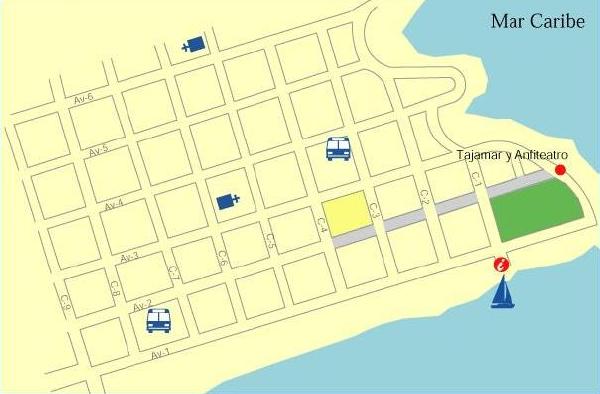 Mar Caribe
Av-6
Av-5
Tajamar y Anfiteatro
C-1
Av-4
C-2
C-3
C-4
C-5
Av-3
C-6
C-7
C-8
C-9
Av-2
i
Av-1